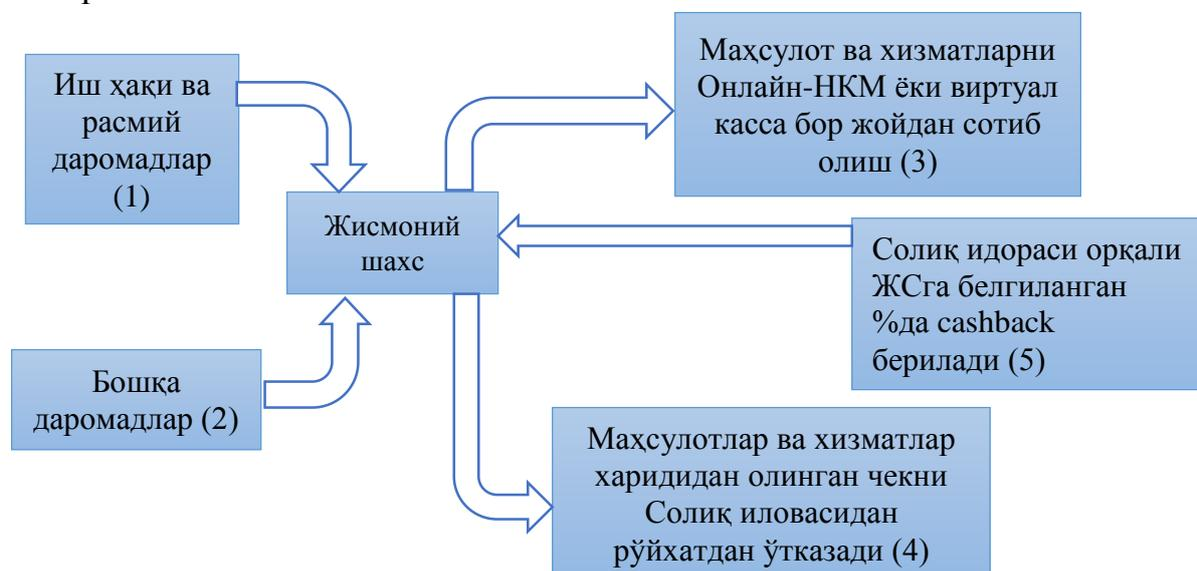 Иш ҳақи ва
расмий
даромадлар
(1)
Маҳсулот ва хизматларни
Онлайн-НКМ ёки виртуал
касса бор жойдан сотиб
олиш (3)
Жисмоний
шахс
Солиқ идораси орқали
ЖСга белгиланган
%да cashback
берилади (5)
Бошқа
даромадлар (2)
Маҳсулотлар ва хизматлар
харидидан олинган чекни
Солиқ иловасидан
рўйхатдан ўтказади (4)